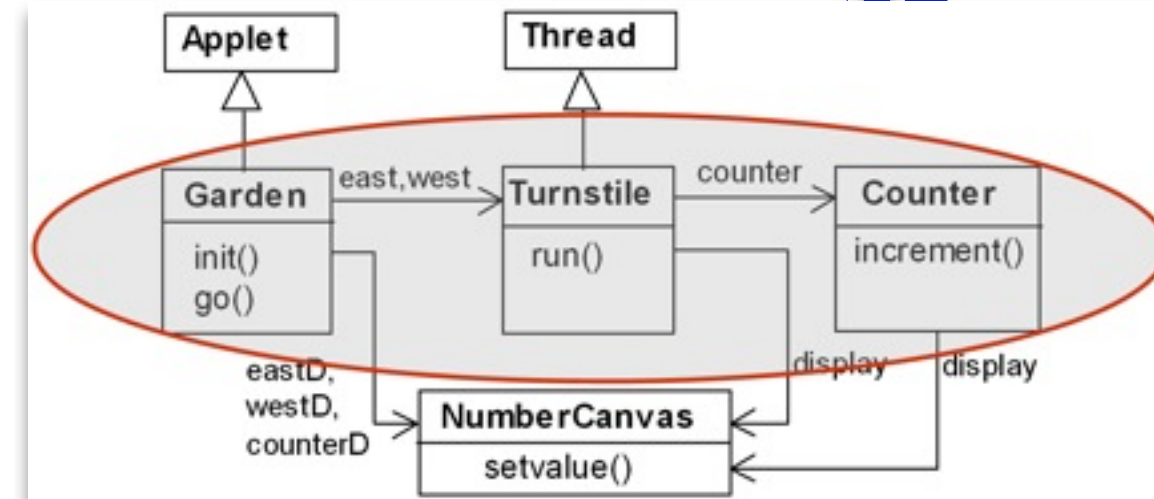 Applet
Thread
Garden
init()
go()
east,west
Turnstile
run()
counter
Counter
increment()
eastD,
westD,
counterD
display
display
NumberCanvas
setvalue()